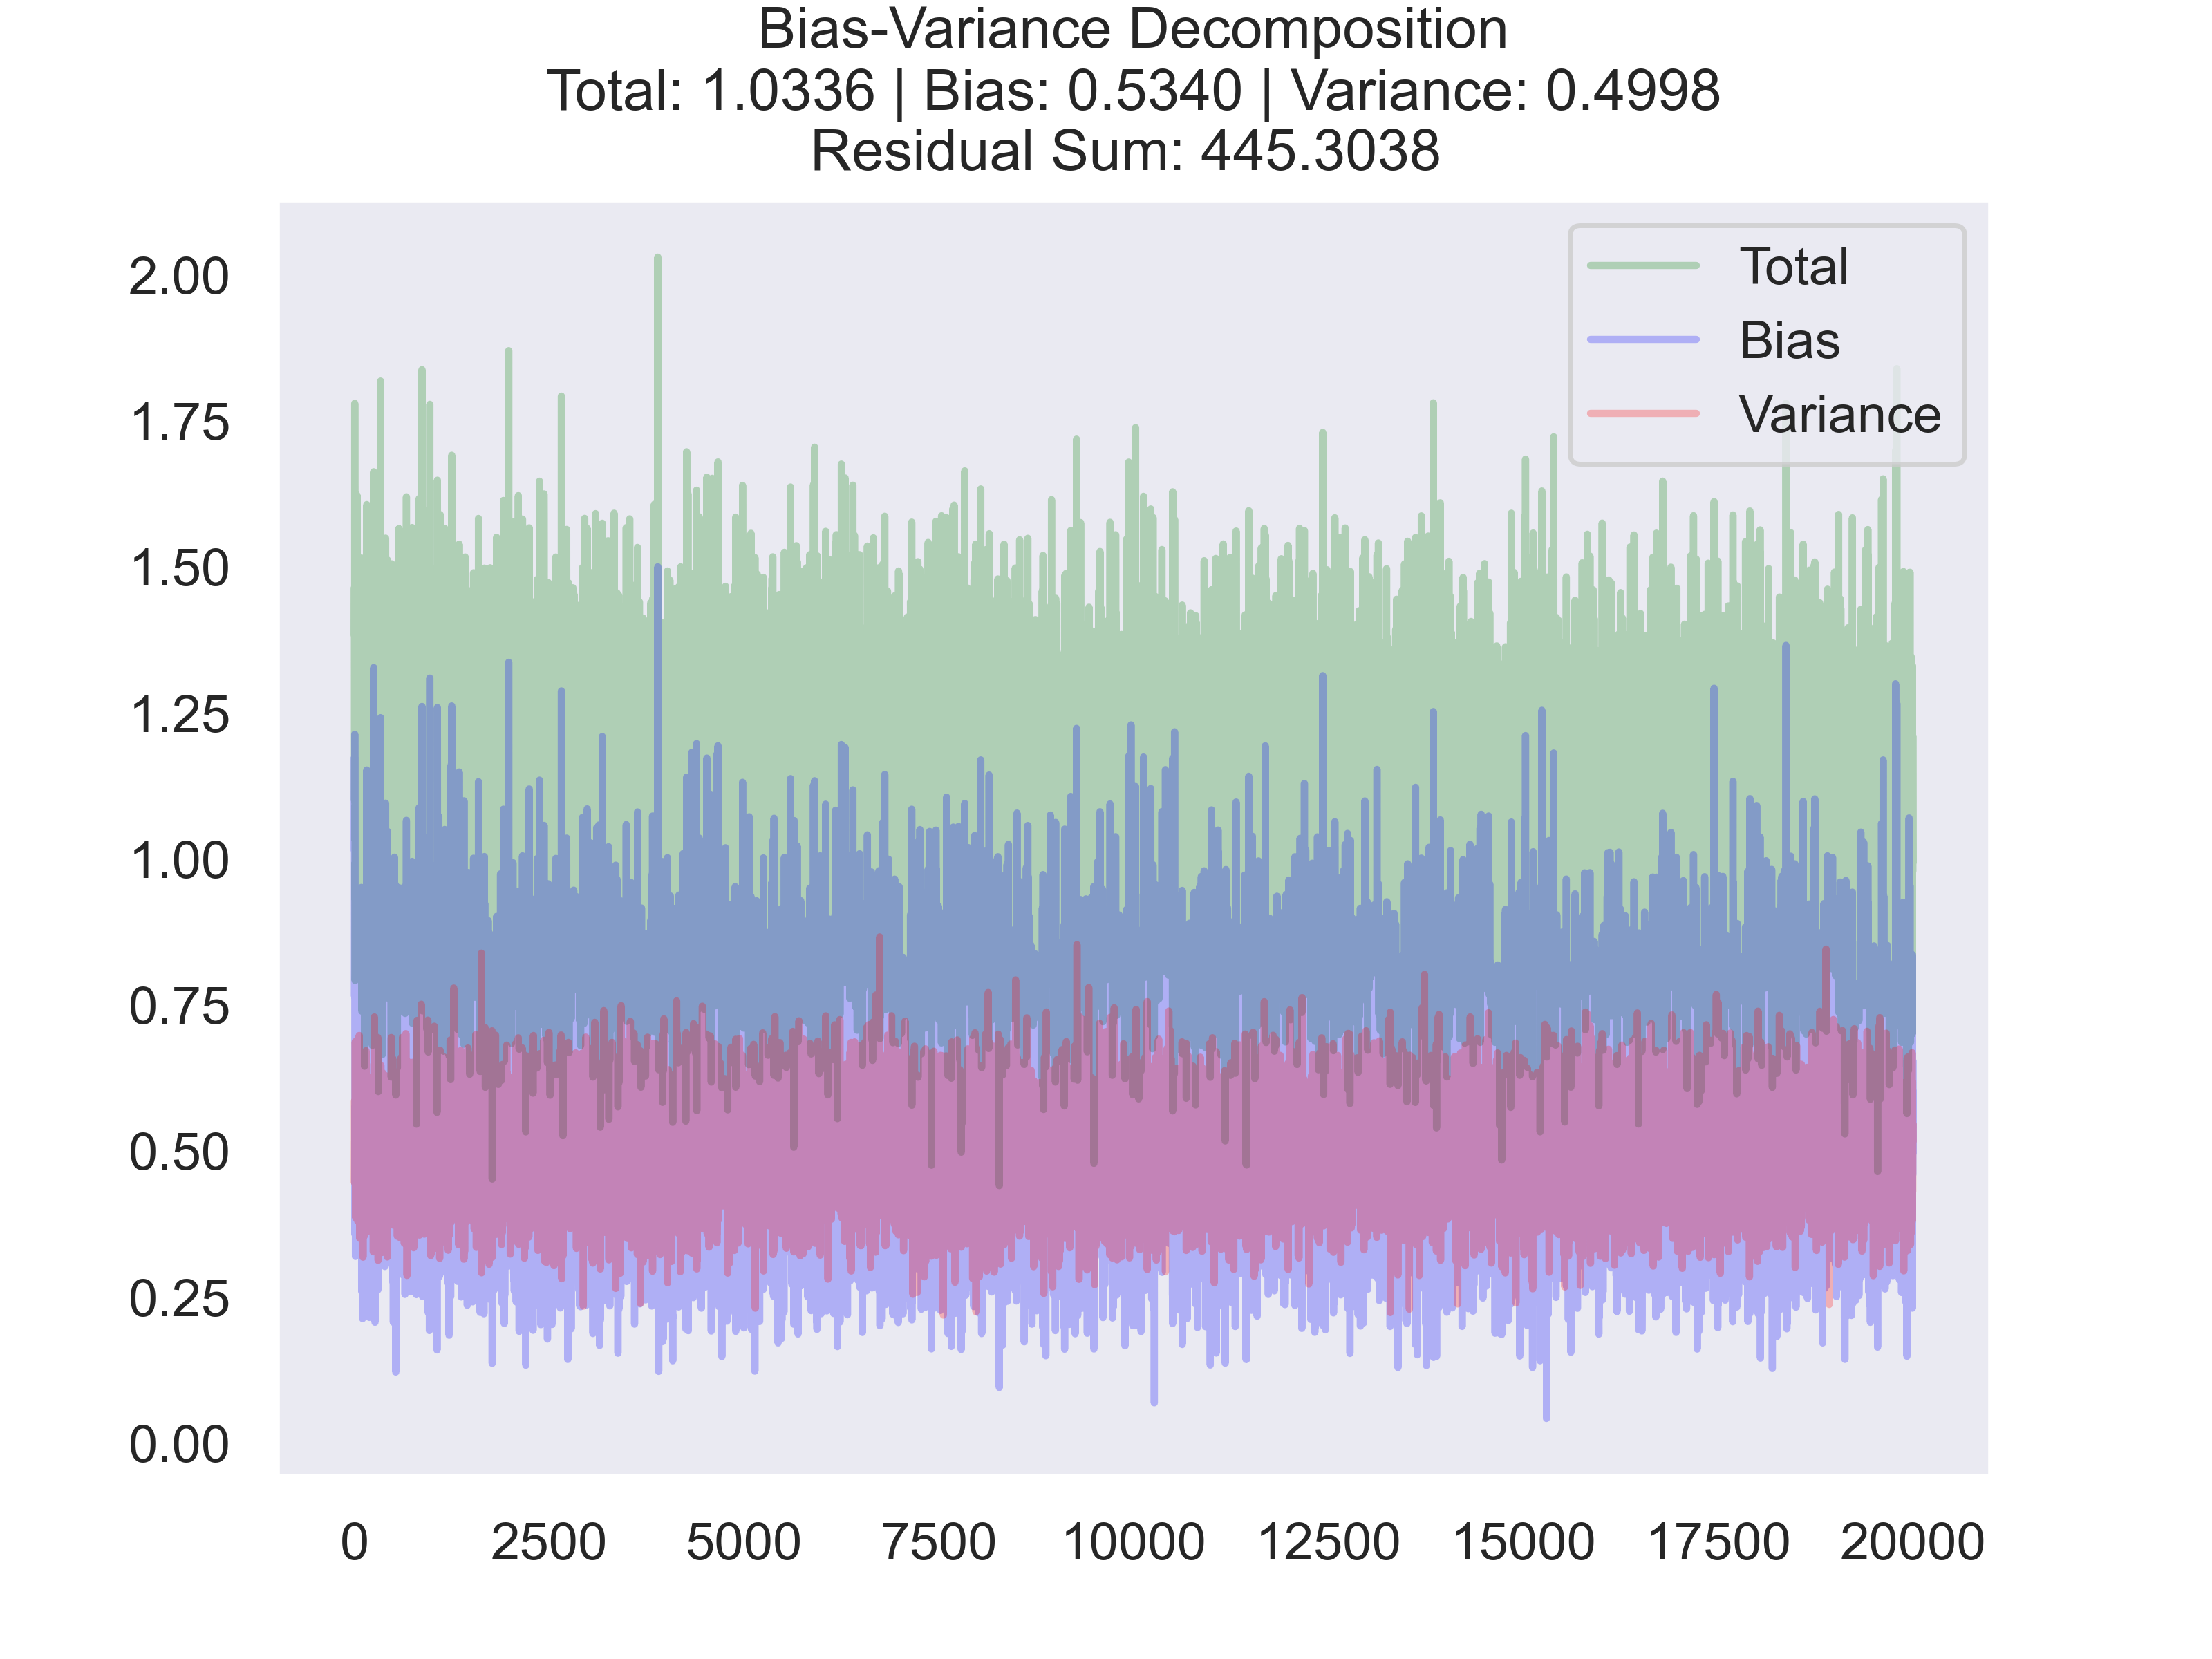 Bias-Variance Decomposition
Total: 1.0336 | Bias: 0.5340 | Variance: 0.4998
Residual Sum: 445.3038
Total
Bias
Variance
2.00
1.75
1.50
1.25
1.00
0.75
0.50
0.25
0.00
0 2500 5000 7500 10000 12500 15000 17500 20000